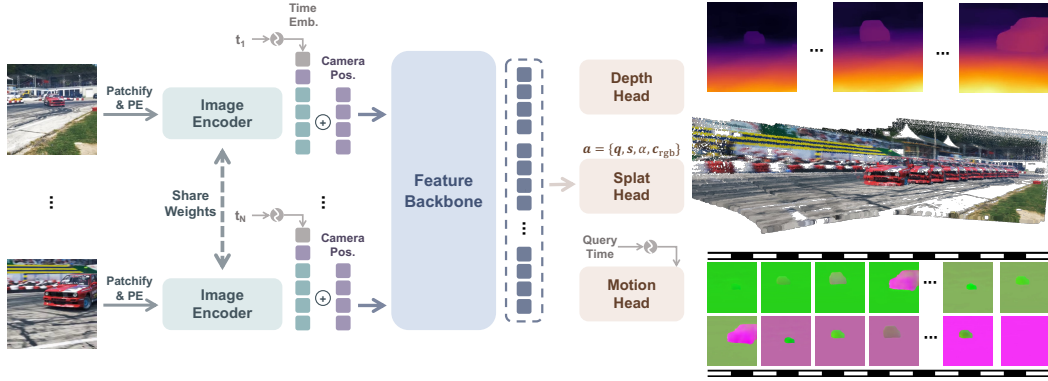 Time
Emb.
t1
Camera
Pos.
Patchify
& PE
Image
Encoder
+
Share
Weights
...
tN
Camera
Pos.
Patchify
& PE
Image
Encoder
+
Feature
Backbone
...
Depth
Head
a = {q, s, α, c_rgb}
Splat
Head
Query
Time
Motion
Head
... ...
...
...